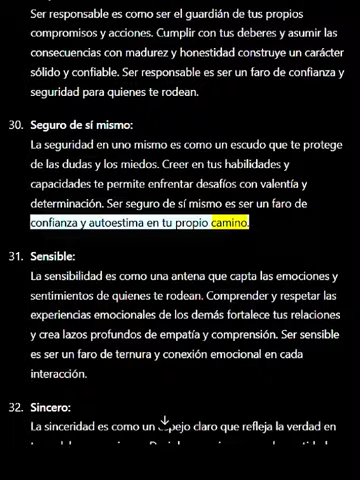 Ser responsable es como ser el guardián de tus propios
compromisos y acciones. Cumplir con tus deberes y asumir las
consecuencias con madurez y honestidad construye un carácter
sólido y confiable. Ser responsable es ser un faro de confianza y
seguridad para quienes te rodean.
30. Seguro de sí mismo:
La seguridad en uno mismo es como un escudo que te protege
de las dudas y los miedos. Creer en tus habilidades y
capacidades te permite enfrentar desafíos con valentía y
determinación. Ser seguro de sí mismo es ser un faro de
confianza y autoestima en tu propio camino.
31. Sensible:
La sensibilidad es como una antena que capta las emociones y
sentimientos de quienes te rodean. Comprender y respetar las
experiencias emocionales de los demás fortalece tus relaciones
y crea lazos profundos de empatía y comprensión. Ser sensible
es ser un faro de ternura y conexión emocional en cada
interacción.
32. Sincero:
La sinceridad es como un espejo claro que refleja la verdad en